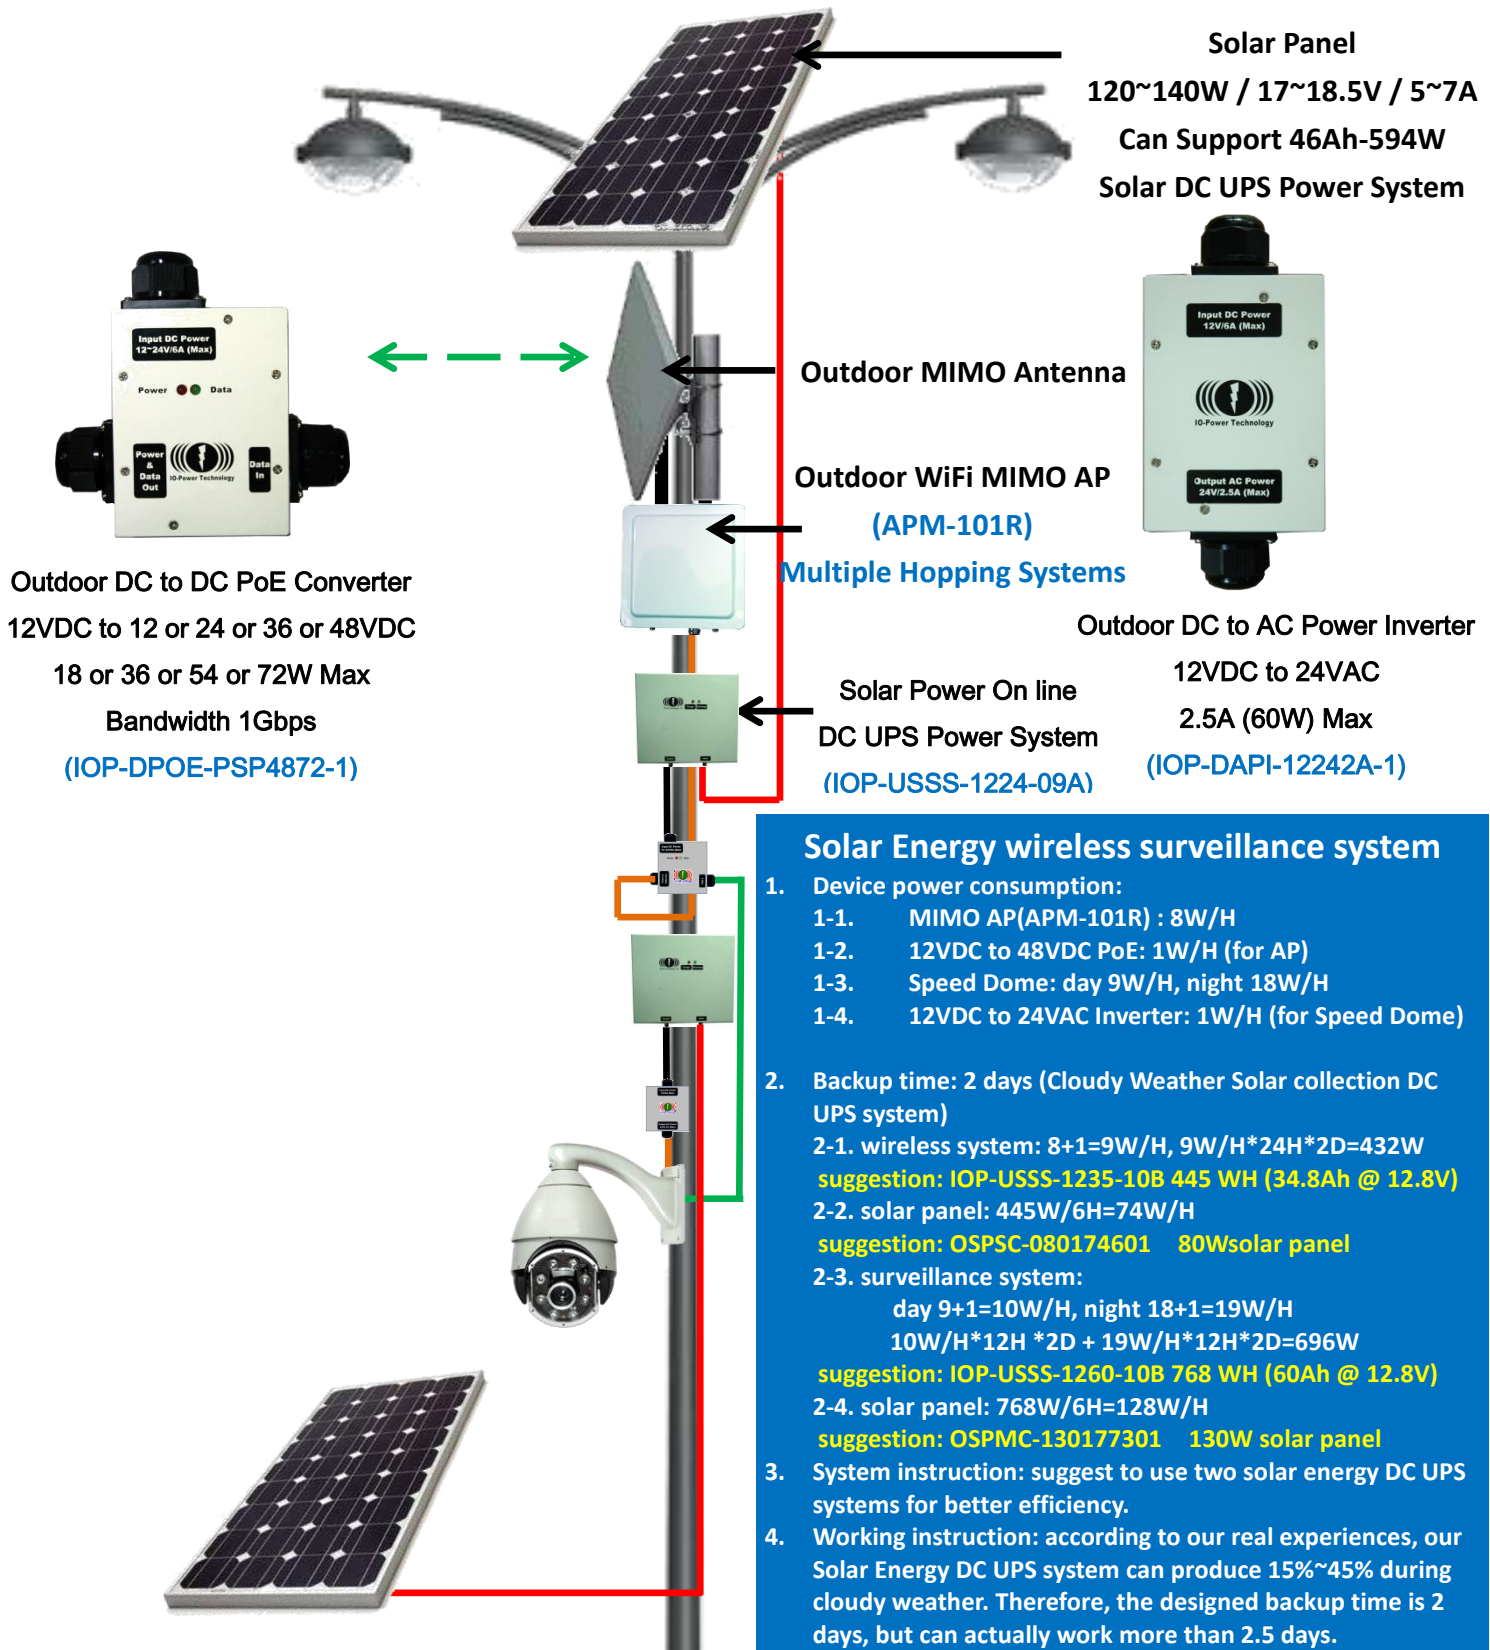 Solar Panel
120~140W / 17~18.5V / 5~7A
Can Support 46Ah-594W
Solar DC UPS Power System
Input DC Power
12~24V/6A (Max)
Power Data
Power
&
Data
Out
Data
In
IO-Power Technology
Outdoor DC to DC PoE Converter
12VDC to 12 or 24 or 36 or 48VDC
18 or 36 or 54 or 72W Max
Bandwidth 1Gbps
(IOP-DPOE-PSP4872-1)
Outdoor MIMO Antenna
Outdoor WiFi MIMO AP
(APM-101R)
Multiple Hopping Systems
Solar Power On line
DC UPS Power System
(IOP-USSS-1224-09A)
Input DC Power
12V/6A (Max)
IO-Power Technology
Output AC Power
24V/2.5A (Max)
Outdoor DC to AC Power Inverter
12VDC to 24VAC
2.5A (60W) Max
(IOP-DAPI-12242A-1)
Solar Energy wireless surveillance system
1. Device power consumption:
1-1. MIMO AP(APM-101R) : 8W/H
1-2. 12VDC to 48VDC PoE: 1W/H (for AP)
1-3. Speed Dome: day 9W/H, night 18W/H
1-4. 12VDC to 24VAC Inverter: 1W/H (for Speed Dome)
2. Backup time: 2 days (Cloudy Weather Solar collection DC
UPS system)
2-1. wireless system: 8+1=9W/H, 9W/H*24H*2D=432W
suggestion: IOP-USSS-1235-10B 445 WH (34.8Ah @ 12.8V)
2-2. solar panel: 445W/6H=74W/H
suggestion: OSPSC-080174601 80Wsolar panel
2-3. surveillance system:
day 9+1=10W/H, night 18+1=19W/H
10W/H*12H *2D + 19W/H*12H*2D=696W
suggestion: IOP-USSS-1260-10B 768 WH (60Ah @ 12.8V)
2-4. solar panel: 768W/6H=128W/H
suggestion: OSPMC-130177301 130W solar panel
3. System instruction: suggest to use two solar energy DC UPS
systems for better efficiency.
4. Working instruction: according to our real experiences, our
Solar Energy DC UPS system can produce 15%~45% during
cloudy weather. Therefore, the designed backup time is 2
days, but can actually work more than 2.5 days.